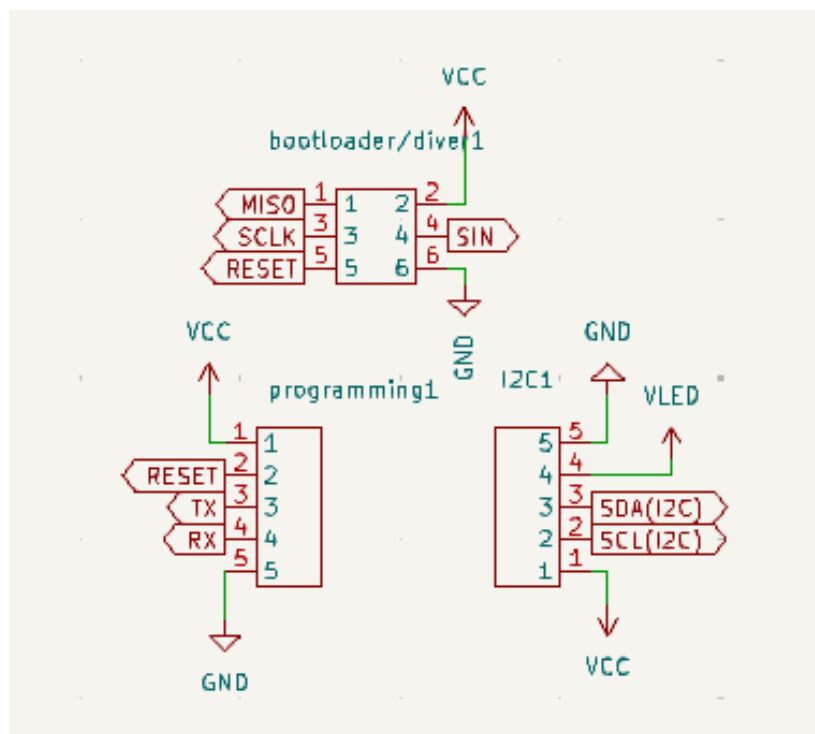 VCC
bootloader/diver1
MISO 1 1 2 2
SCLK 3 3 4 4 SIN
RESET 5 5 6 6
GND
VCC
programming1
1 1
RESET 2 2
TX 3 3
RX 4 4
5 5
GND
GND
I2C1
VLED
5 5
4 4
3 3 SDA(I2C)
2 2 SCL(I2C)
1 1
VCC